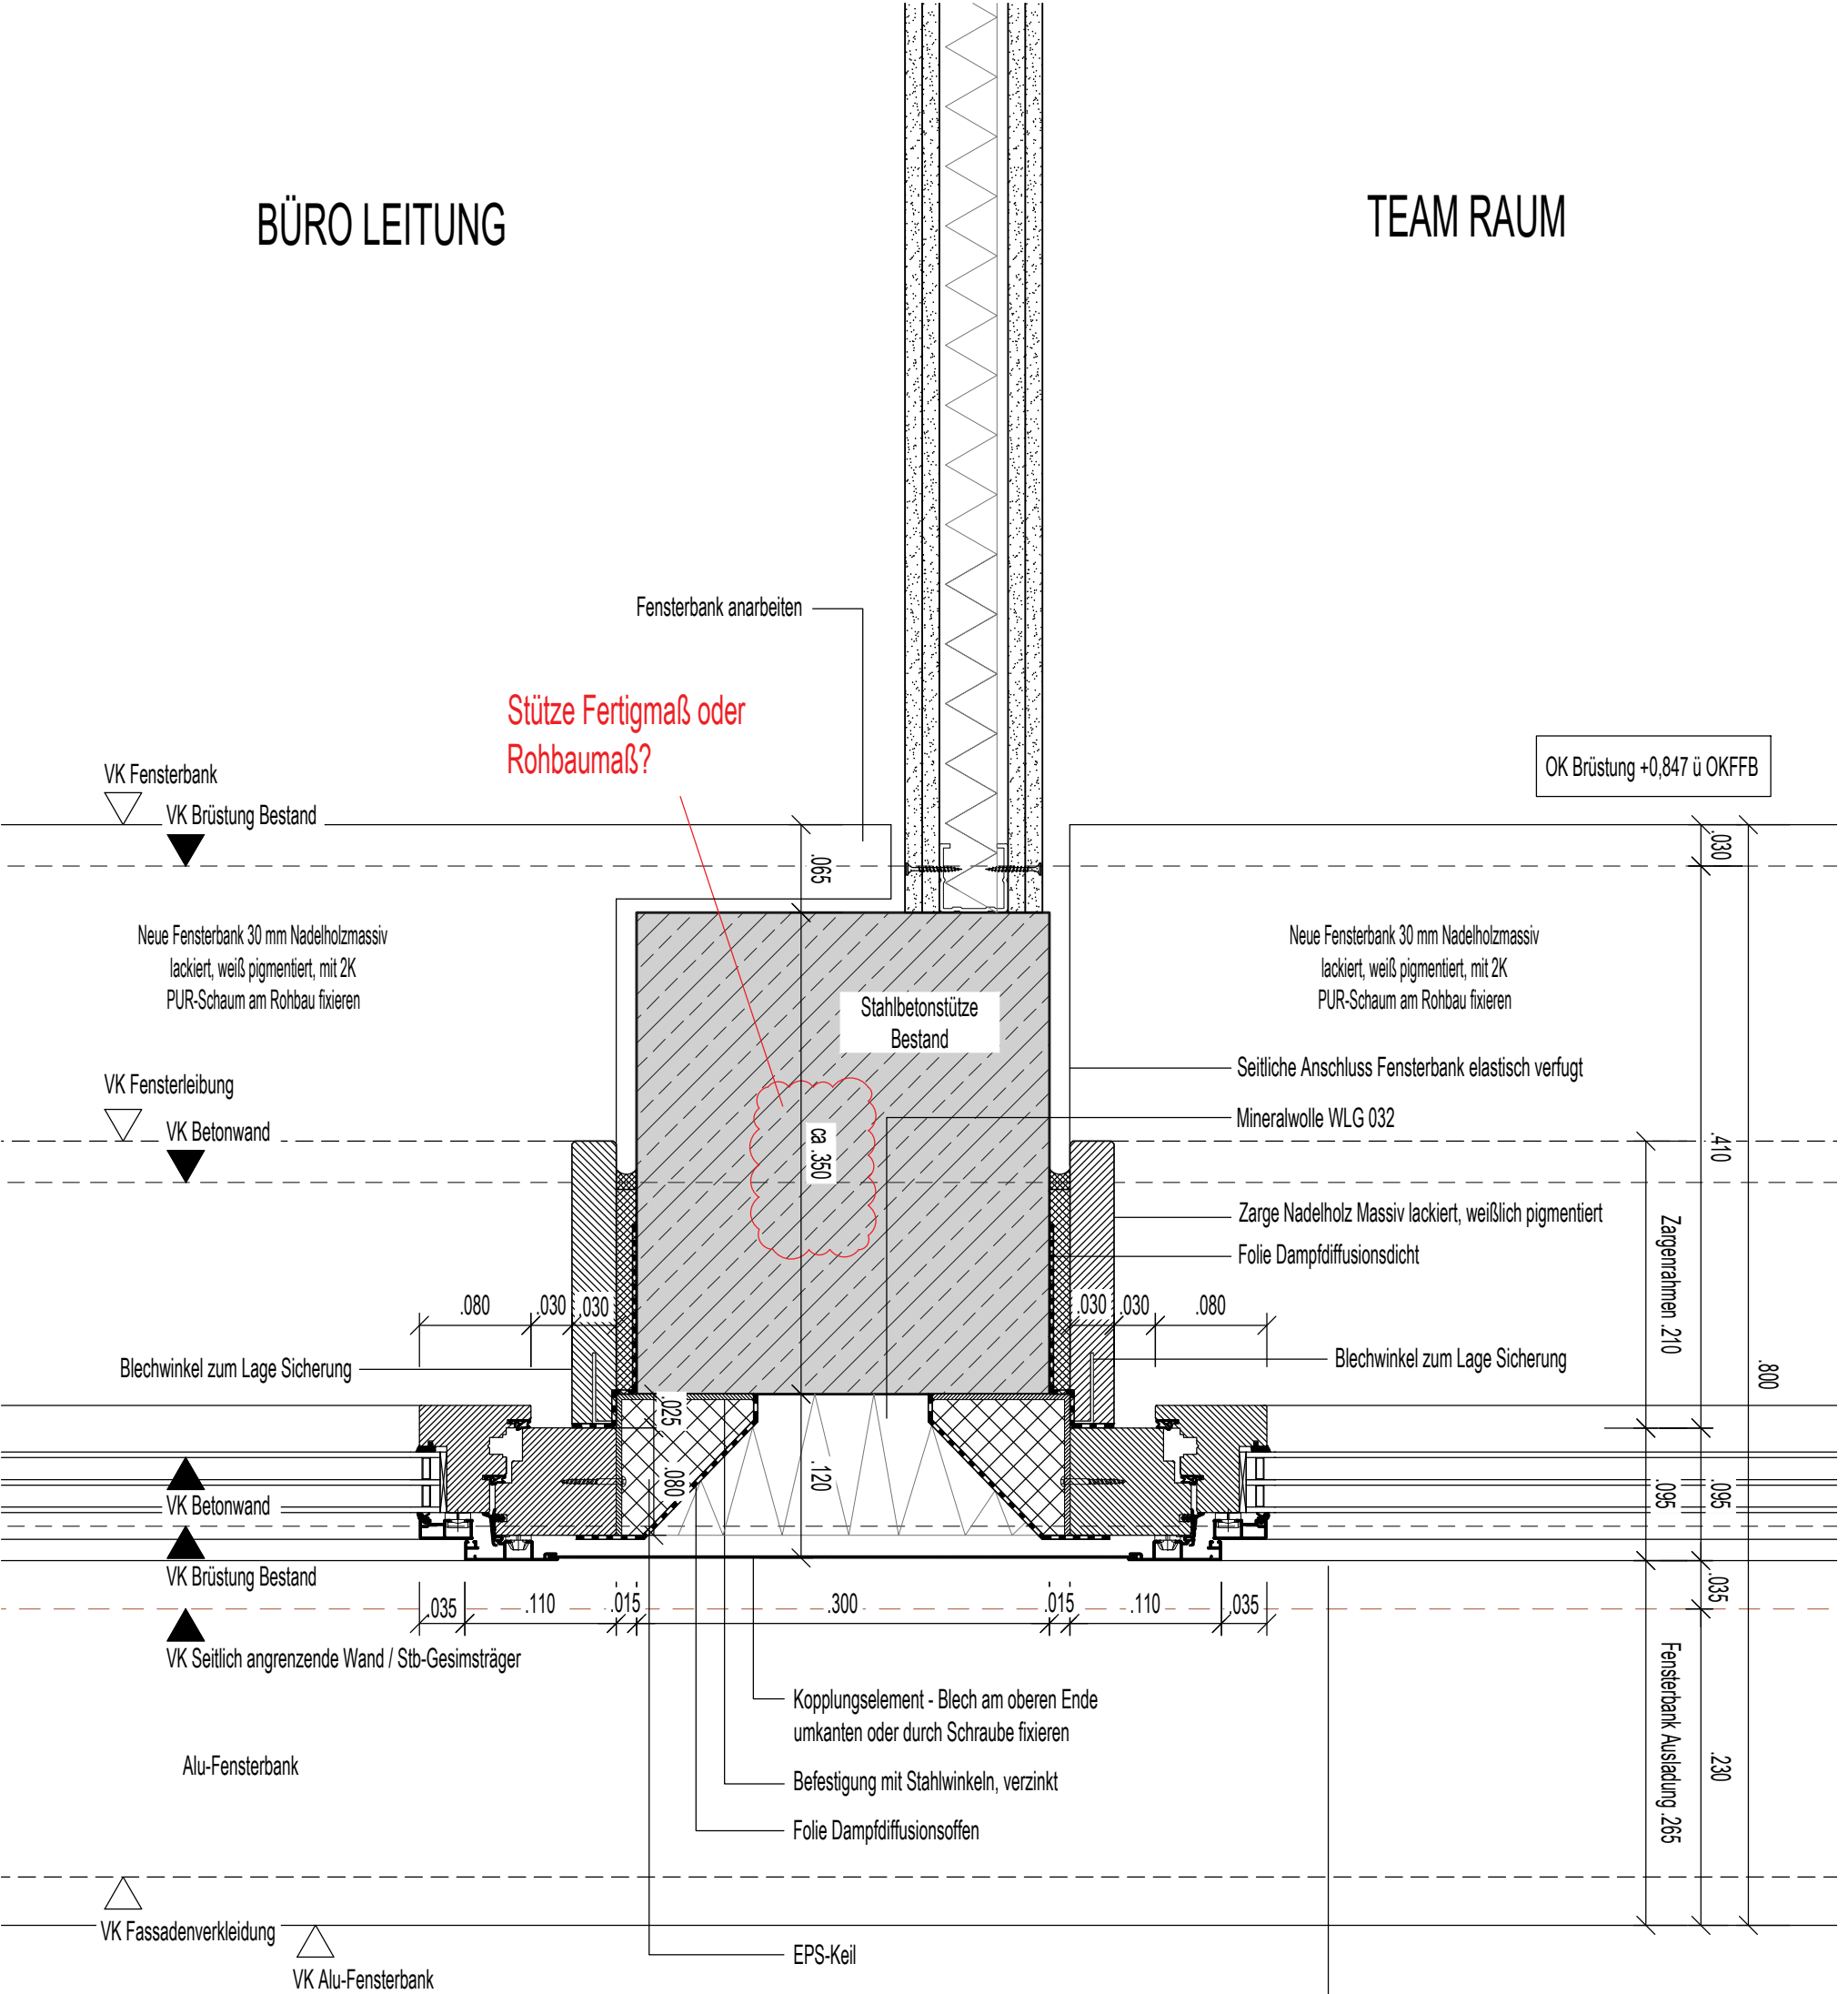 BÜRO LEITUNG
TEAM RAUM
Fensterbank anarbeiten
Stütze Fertigmaß oder
Rohbaumaß?
OK Brüstung +0,847 ü OKFFB
VK Fensterbank
VK Brüstung Bestand
.065
.030
Neue Fensterbank 30 mm Nadelholzmassiv
lackiert, weiß pigmentiert, mit 2K
PUR-Schaum am Rohbau fixieren
Neue Fensterbank 30 mm Nadelholzmassiv
lackiert, weiß pigmentiert, mit 2K
PUR-Schaum am Rohbau fixieren
Stahlbetonstütze
Bestand
Seitliche Anschluss Fensterbank elastisch verfugt
VK Fensterleibung
Mineralwolle WLG 032
VK Betonwand
ca .350
.410
Zarge Nadelholz Massiv lackiert, weißlich pigmentiert
Folie Dampfdiffusionsdicht
Zargenrahmen .210
.080
.030
.030
.030
.030
.080
Blechwinkel zum Lage Sicherung
Blechwinkel zum Lage Sicherung
.800
.025
.080
.120
.095
.095
VK Betonwand
VK Brüstung Bestand
.035
.110
.015
.300
.015
.110
.035
.035
VK Seitlich angrenzende Wand / Stb-Gesimsträger
Kopplungselement - Blech am oberen Ende
umkanten oder durch Schraube fixieren
Alu-Fensterbank
Befestigung mit Stahlwinkeln, verzinkt
Folie Dampfdiffusionsoffen
Fensterbank Ausladung .265
.230
VK Fassadenverkleidung
EPS-Keil
VK Alu-Fensterbank